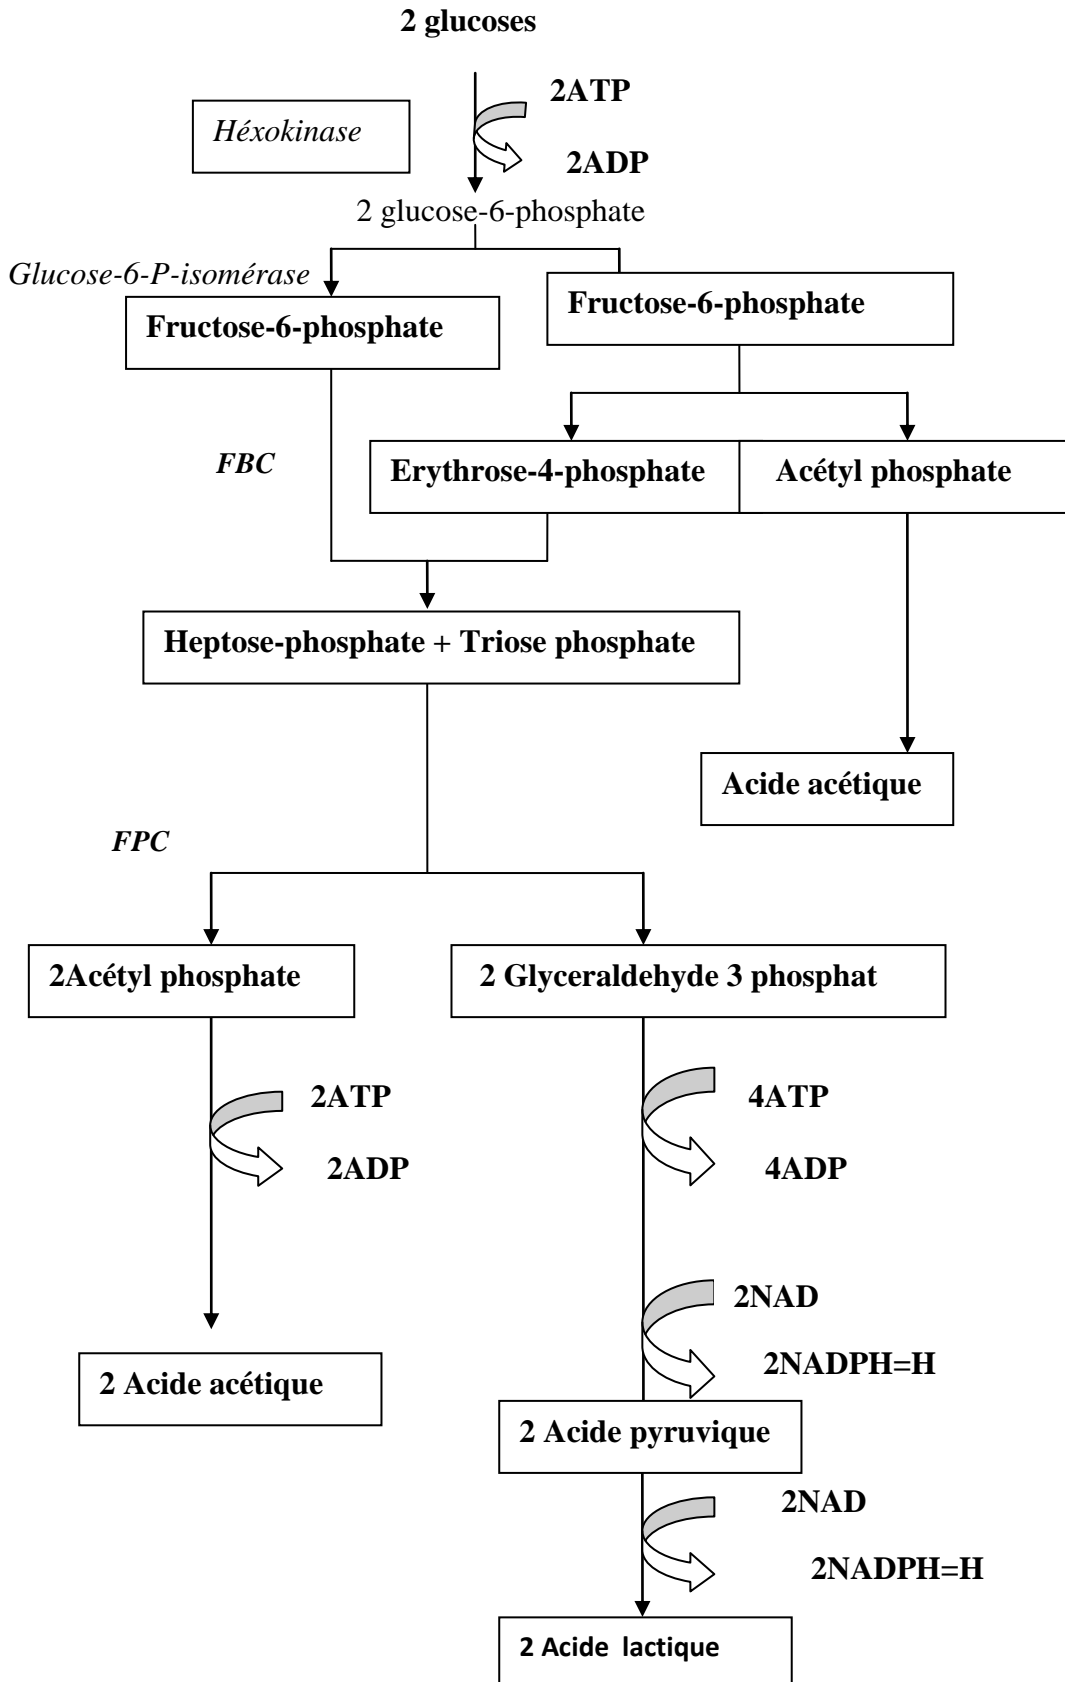 2 glucoses
2ATP
Héxokinase
2ADP
2 glucose-6-phosphate
Glucose-6-P-isomérase
Fructose-6-phosphate
Fructose-6-phosphate
FBC
Erythrose-4-phosphate
Acétyl phosphate
Heptose-phosphate + Triose phosphate
Acide acétique
FPC
2Acétyl phosphate
2 Glyceraldehyde 3 phosphat
2ATP
2ADP
4ATP
4ADP
2NAD
2NADPH=H
2 Acide acétique
2 Acide pyruvique
2NAD
2NADPH=H
2 Acide  lactique